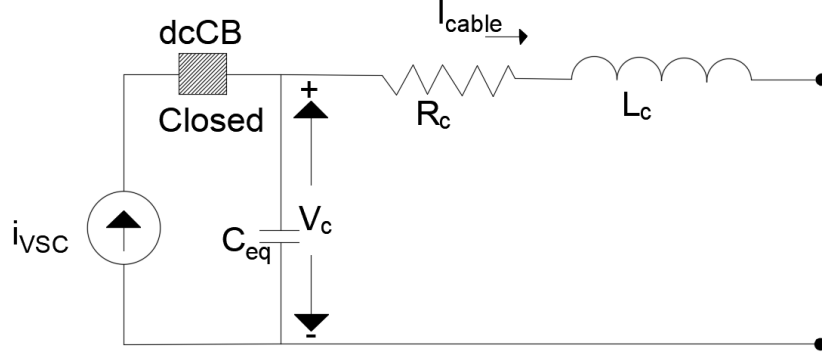 I_cable
dcCB
+
Closed
R_c
L_c
i_VSC
C_eq
V_c
-